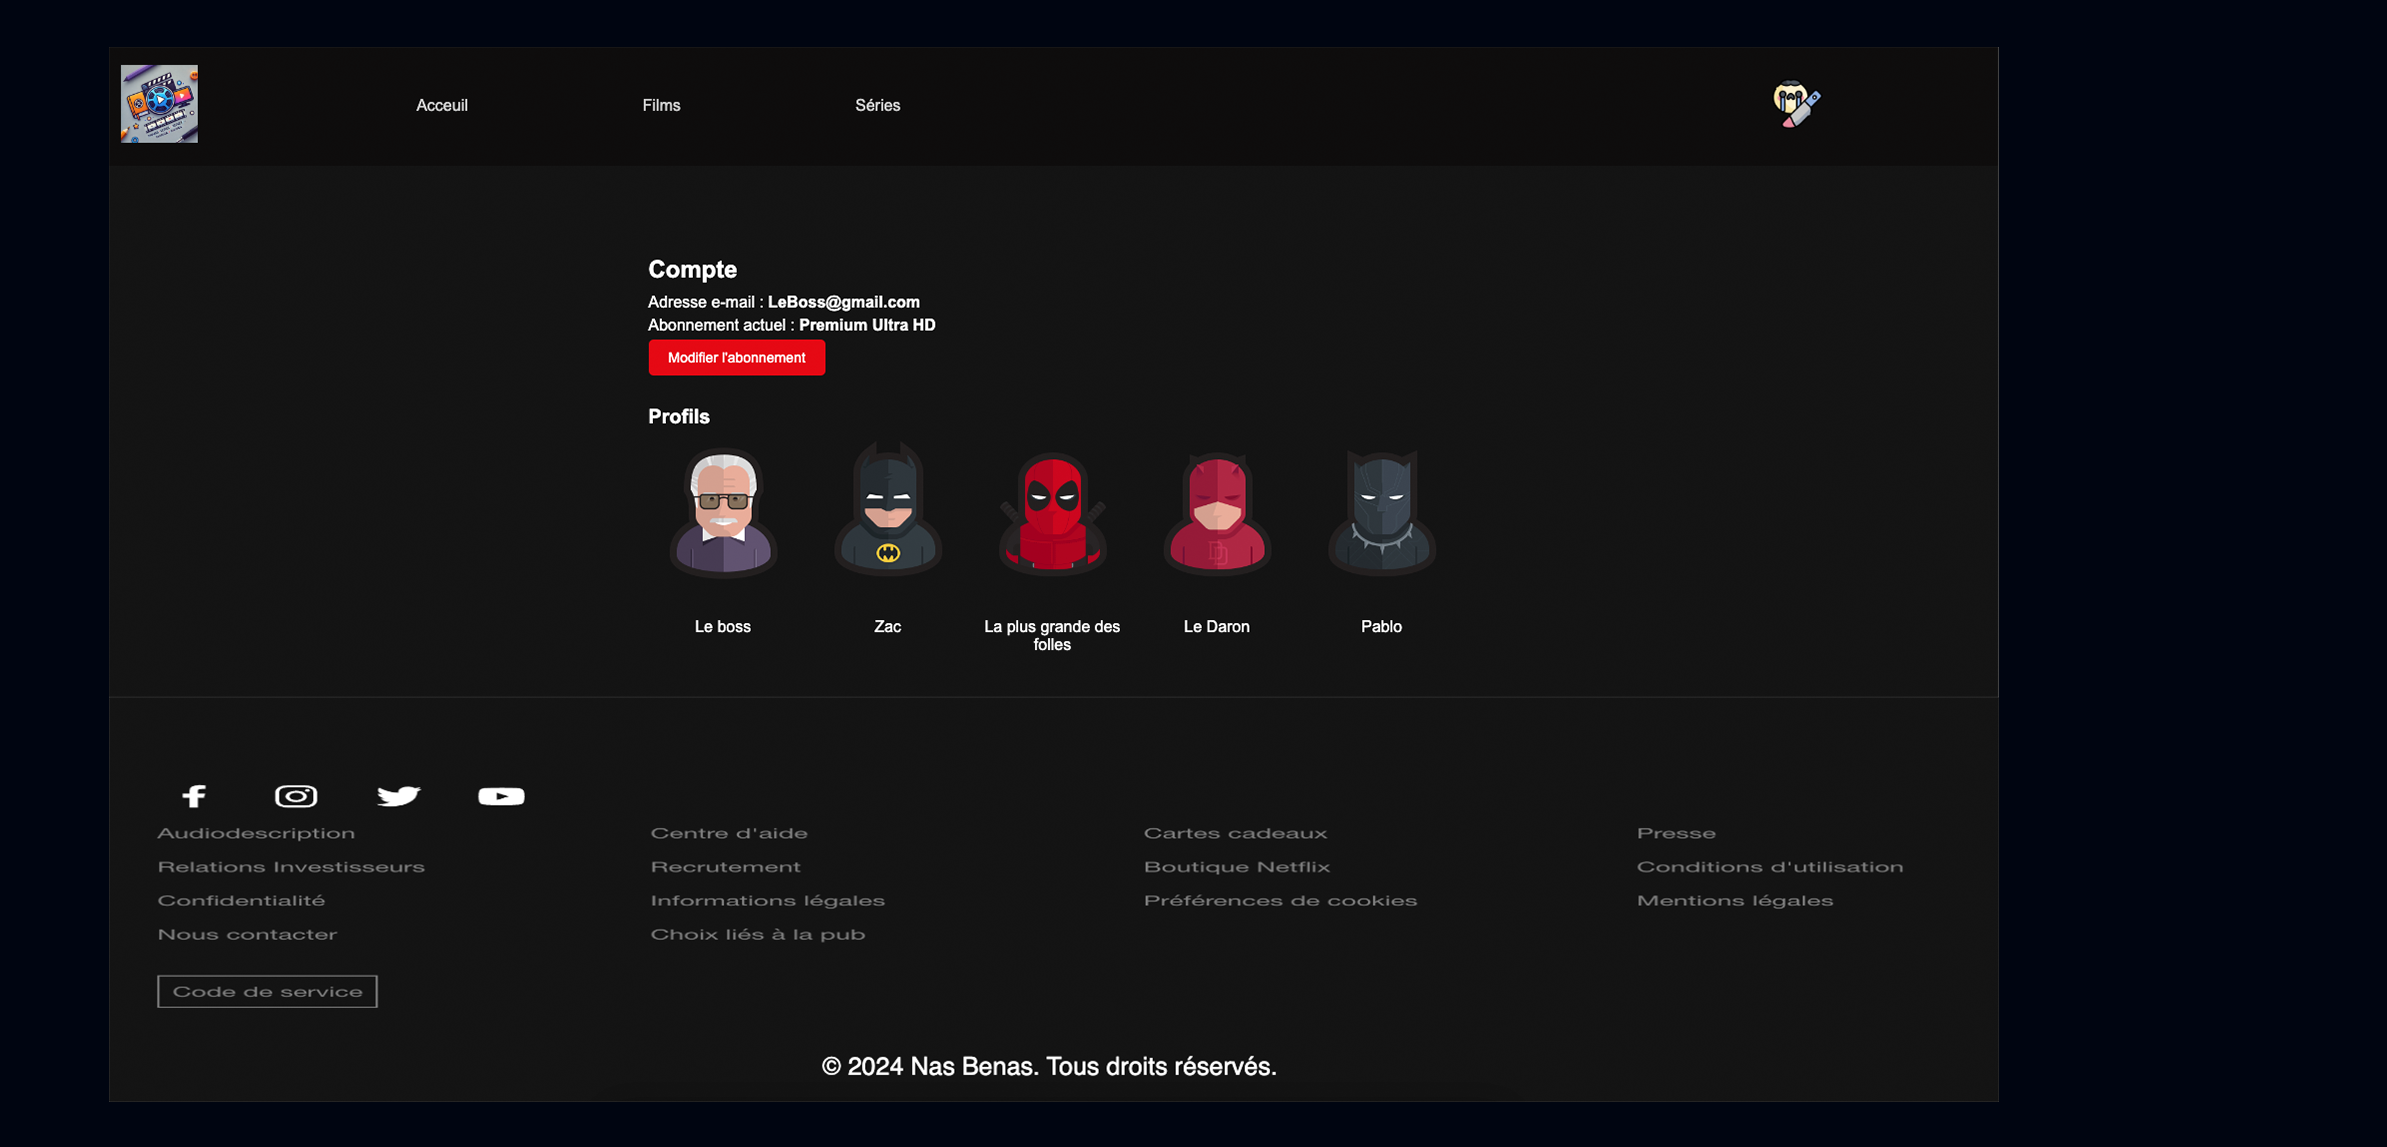 Acceuil
Films
Séries
Compte
Adresse e-mail : LeBoss@gmail.com
Abonnement actuel : Premium Ultra HD
Modifier l'abonnement
Profils
Le boss
Zac
La plus grande des
folles
Le Daron
Pablo
Audiodescription
Centre d'aide
Cartes cadeaux
Presse
Relations Investisseurs
Recrutement
Boutique Netflix
Conditions d'utilisation
Confidentialité
Informations légales
Préférences de cookies
Mentions légales
Nous contacter
Choix liés à la pub
Code de service
© 2024 Nas Benas. Tous droits réservés.